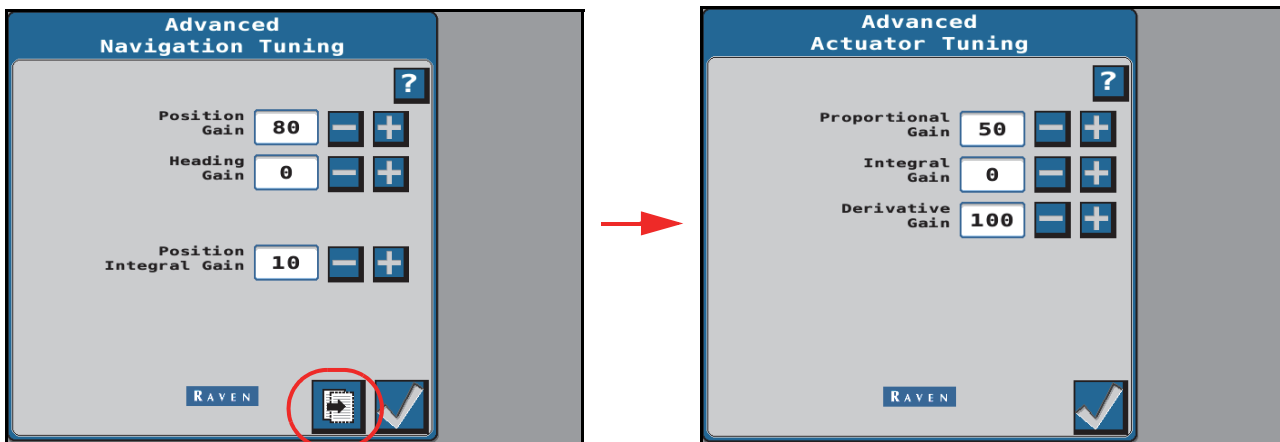 Advanced
Navigation Tuning
?
Position
Gain
80
Heading
Gain
0
Position
Integral Gain
10
RAVEN
Advanced
Actuator Tuning
?
Proportional
Gain
50
Integral
Gain
0
Derivative
Gain
100
RAVEN